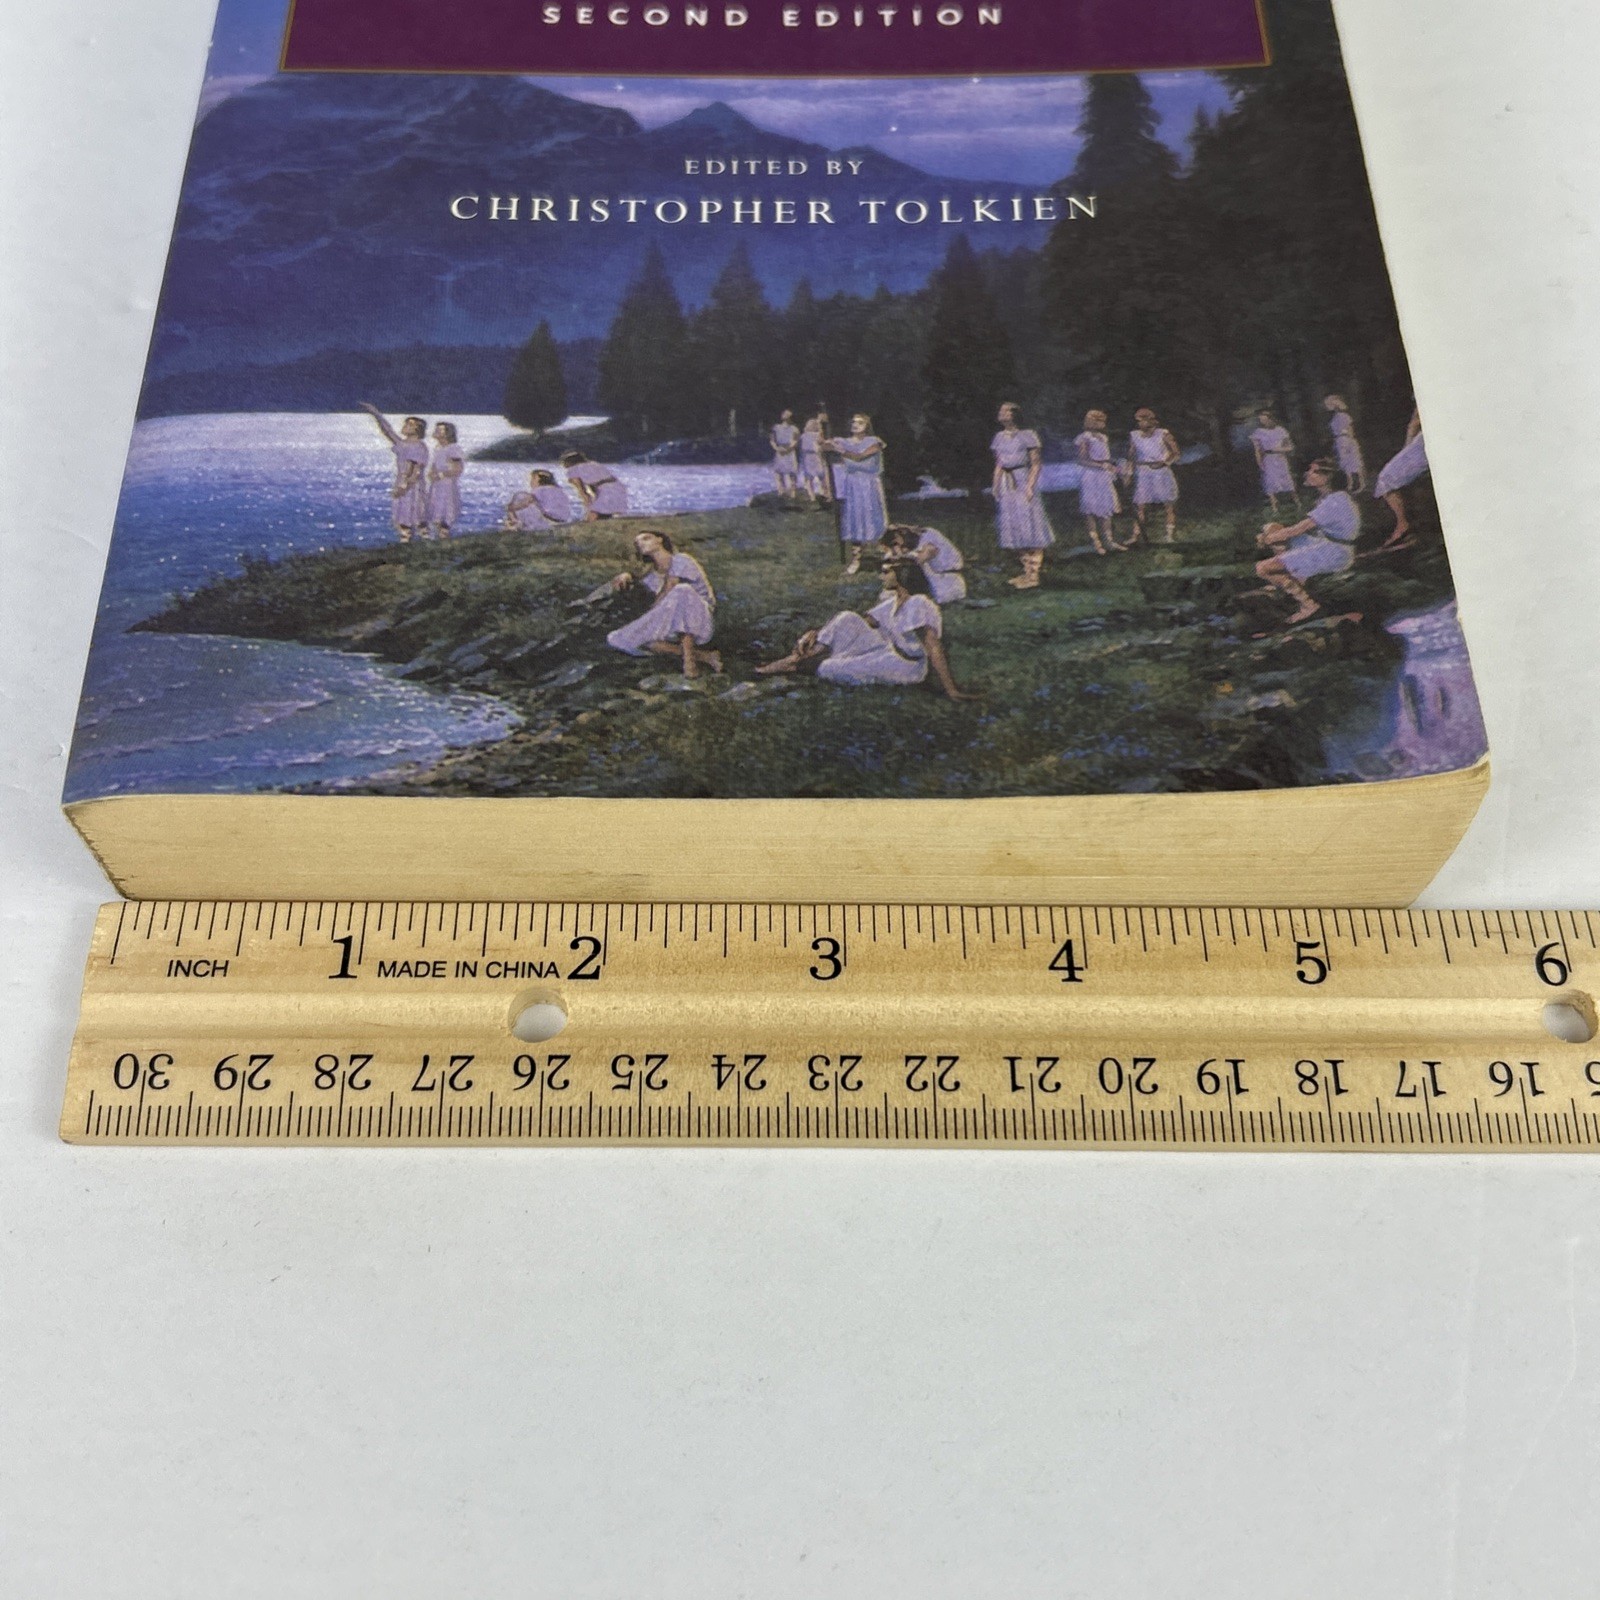 SECOND EDITION
EDITED BY
CHRISTOPHER TOLKIEN
1 2 3 4 5 6
INCH MADE IN CHINA
30 29 28 27 26 25 24 23 22 21 20 19 18 17 16